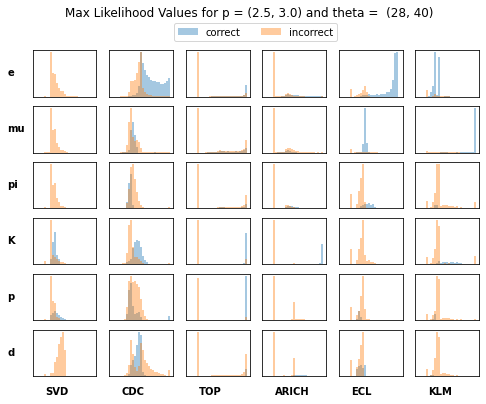 Max Likelihood Values for p = (2.5, 3.0) and theta =  (28, 40)
correct incorrect
e
mu
pi
K
p
d
SVD CDC TOP ARICH ECL KLM